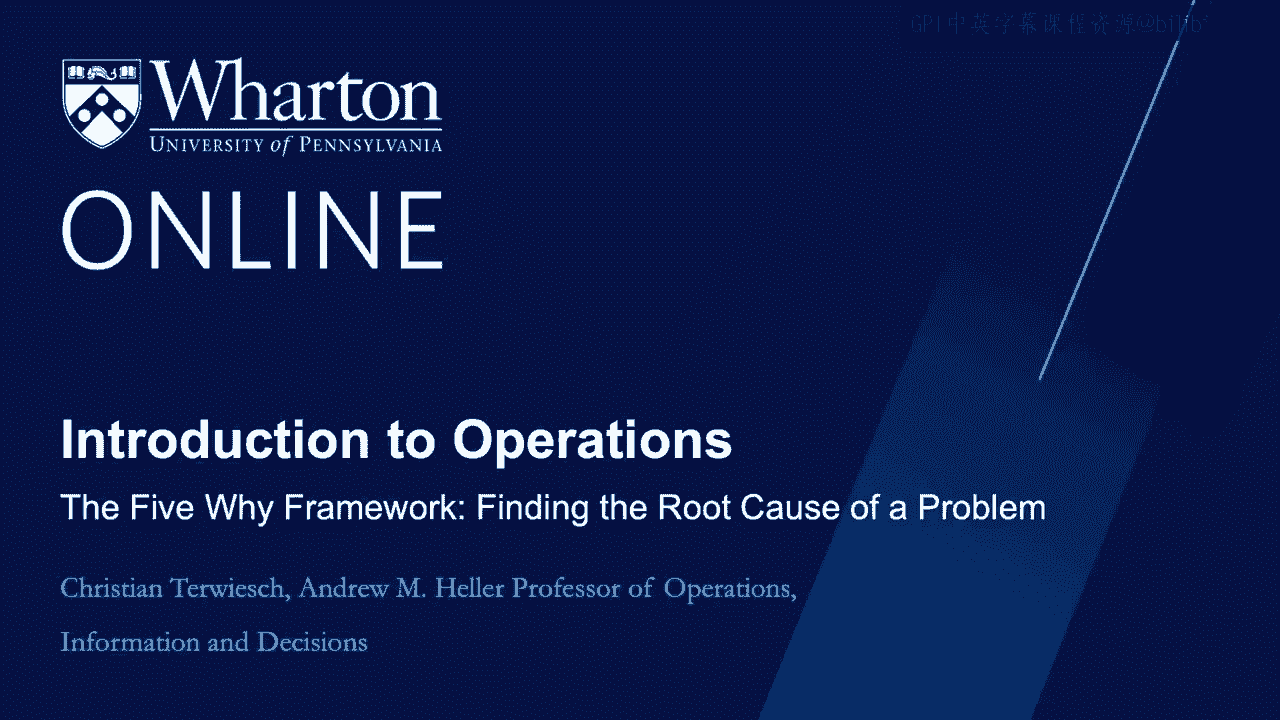 GPT中英字幕课程资源@bilib
Wharton
UNIVERSITY of PENNSYLVANIA
ONLINE
Introduction to Operations
The Five Why Framework: Finding the Root Cause of a Problem
Christian Terwiesch, Andrew M. Heller Professor of Operations,
Information and Decisions